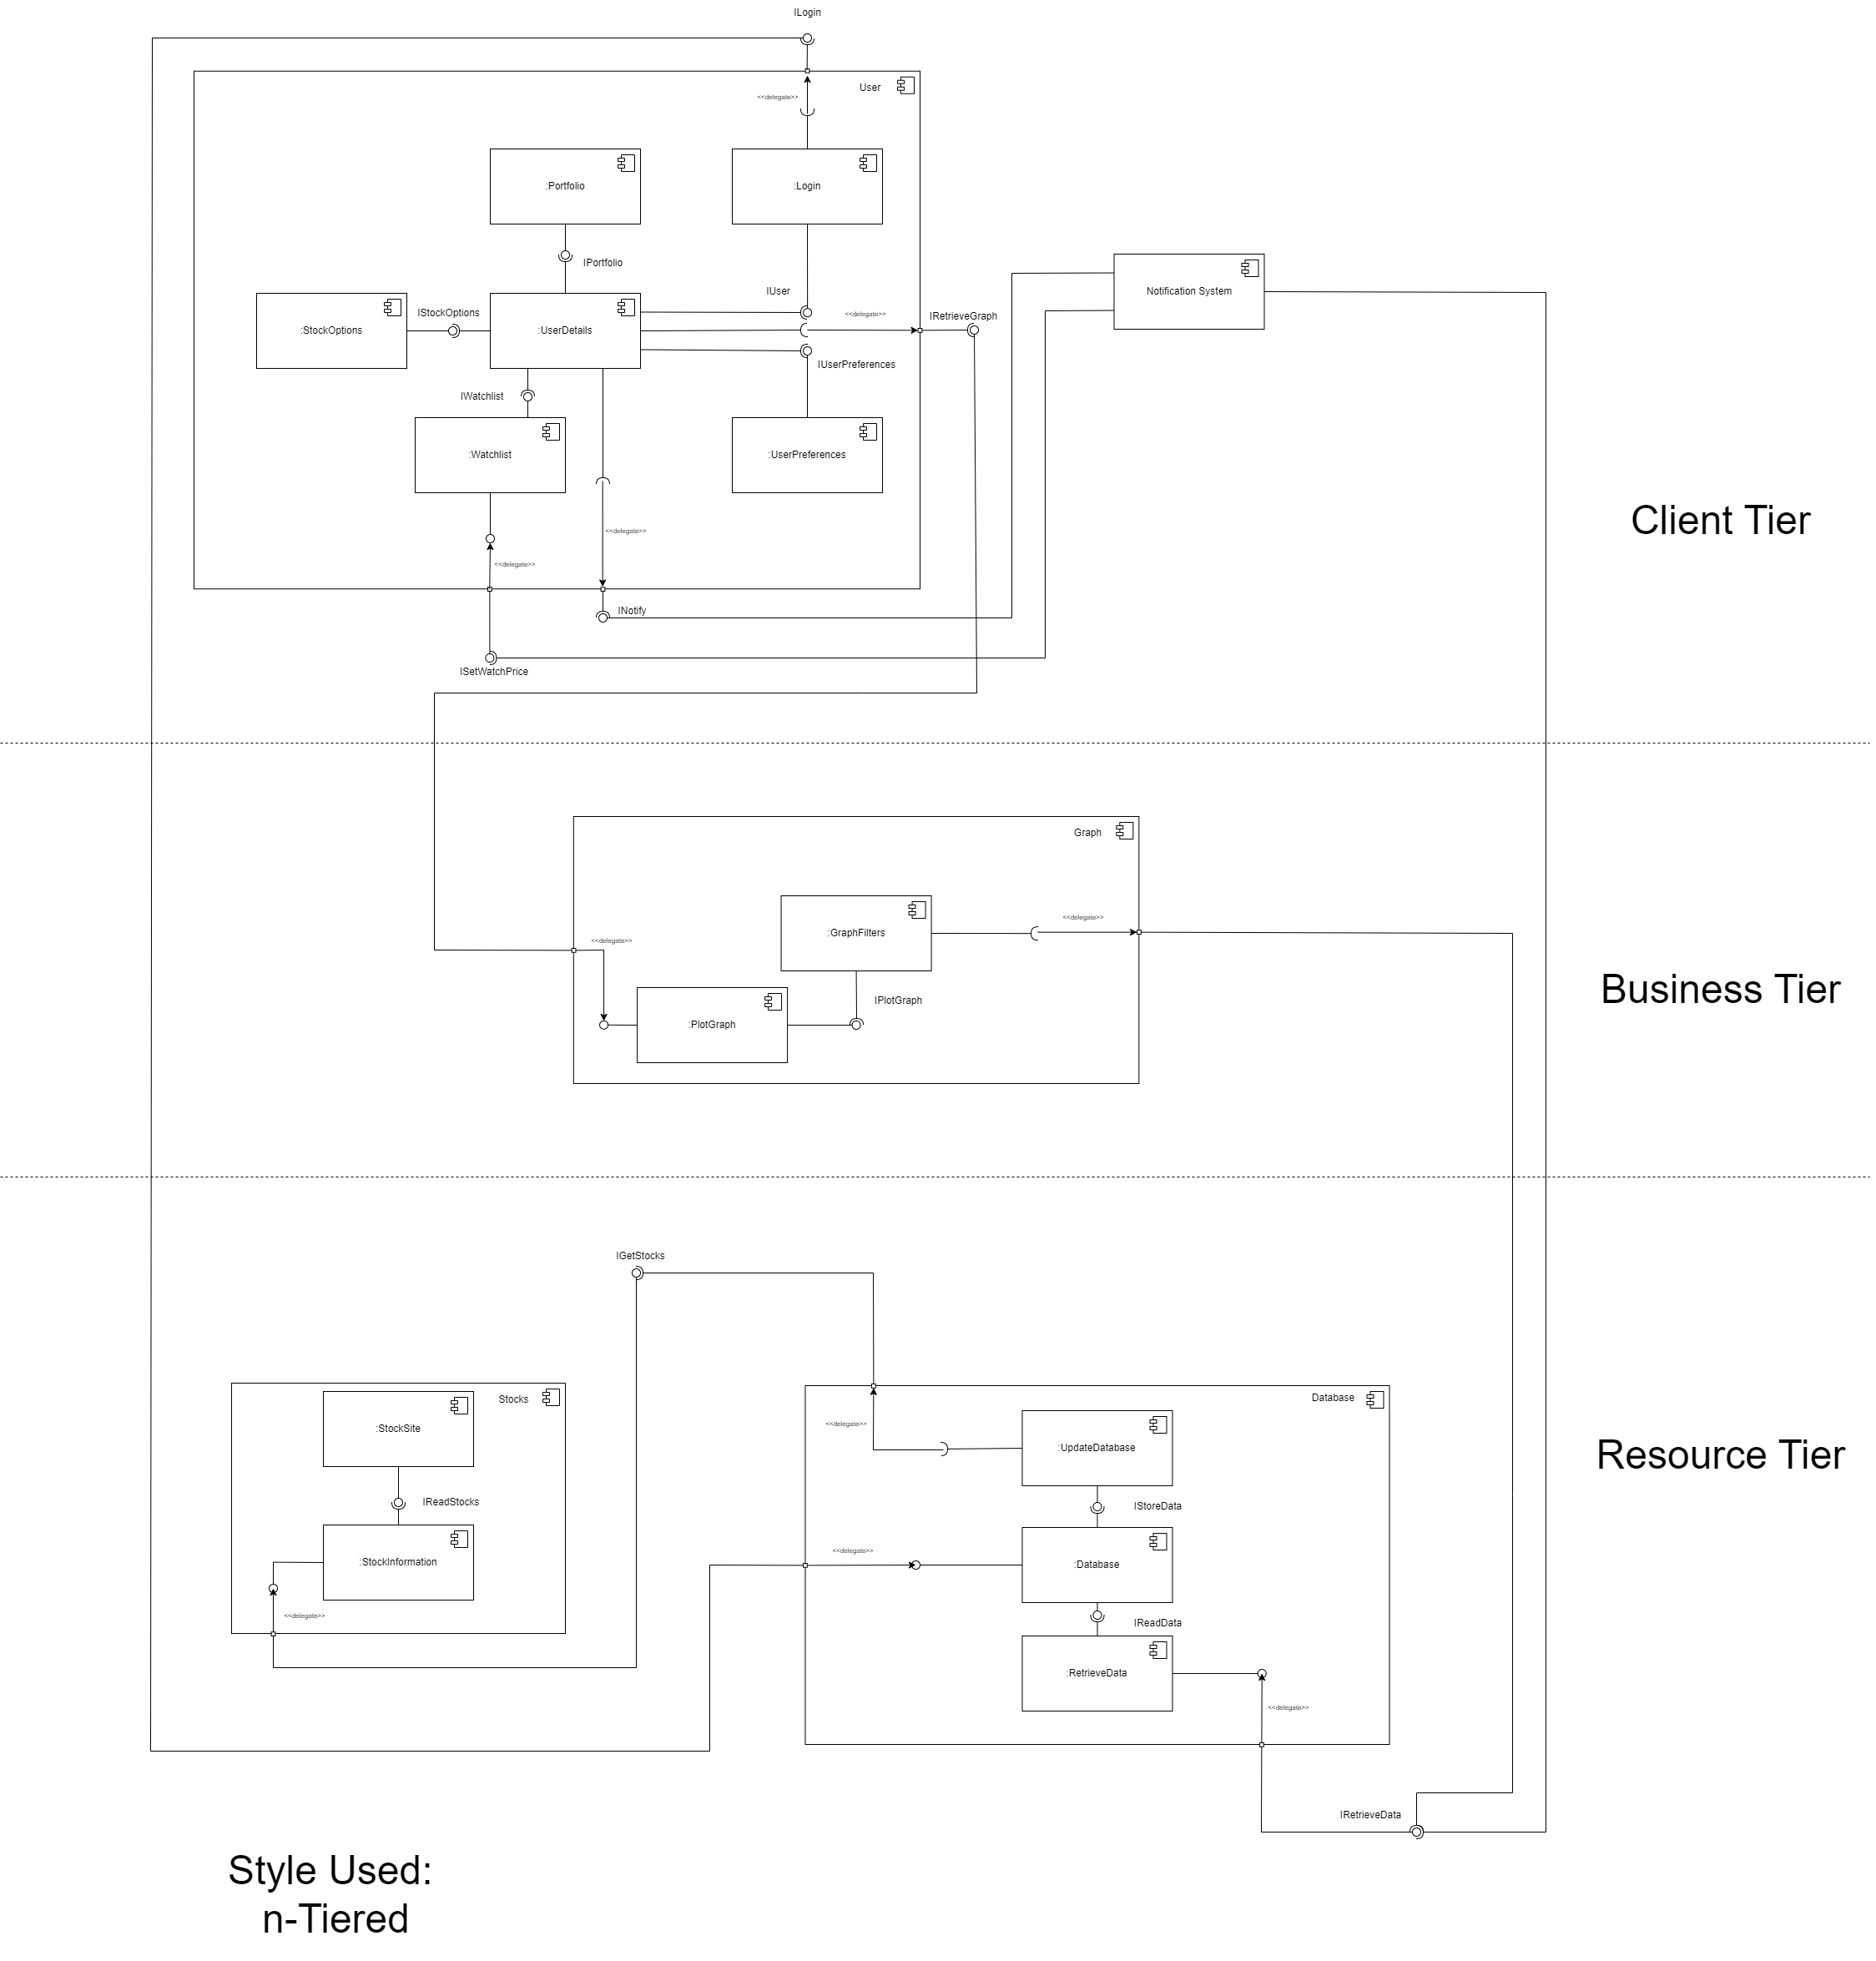 ILogin
User
<<delegate>>
:Portfolio
:Login
IPortfolio
Notification System
IUser
IStockOptions
<<delegate>>
IRetrieveGraph
:StockOptions
:UserDetails
IUserPreferences
IWatchlist
:Watchlist
:UserPreferences
Client Tier
<<delegate>>
<<delegate>>
INotify
ISetWatchPrice
Graph
<<delegate>>
:GraphFilters
<<delegate>>
Business Tier
IPlotGraph
:PlotGraph
IGetStocks
Stocks
Database
:StockSite
<<delegate>>
:UpdateDatabase
Resource Tier
IReadStocks
IStoreData
<<delegate>>
:StockInformation
:Database
<<delegate>>
IReadData
:RetrieveData
<<delegate>>
IRetrieveData
Style Used:
n-Tiered